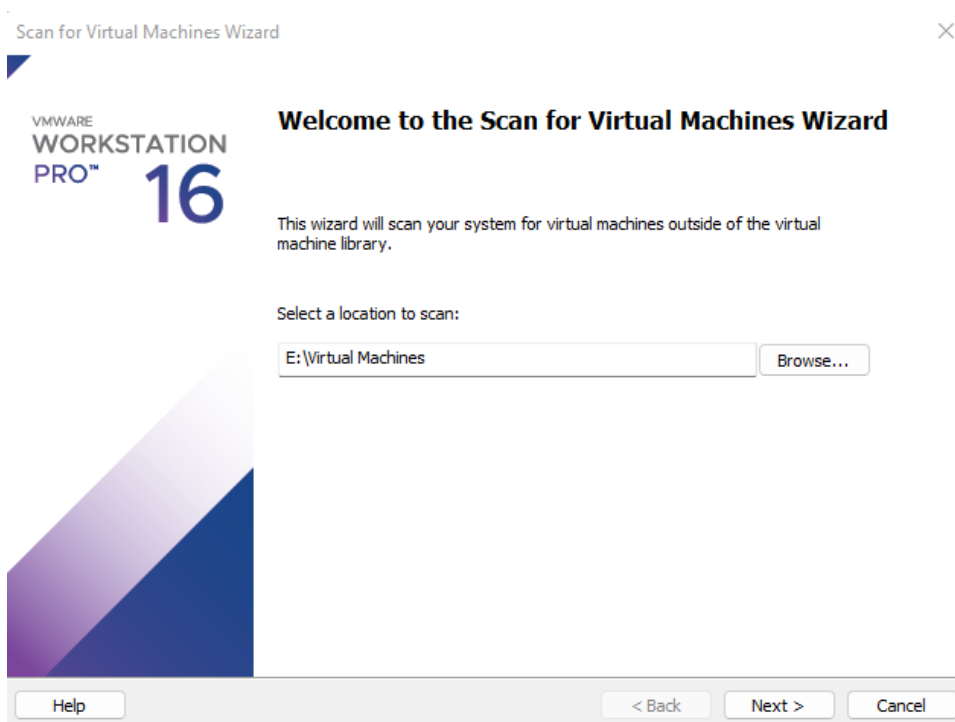 Scan for Virtual Machines Wizard
VMWARE
WORKSTATION
PRO™ 16
Welcome to the Scan for Virtual Machines Wizard
This wizard will scan your system for virtual machines outside of the virtual
machine library.
Select a location to scan:
E:\Virtual Machines
Browse...
Help
< Back
Next >
Cancel